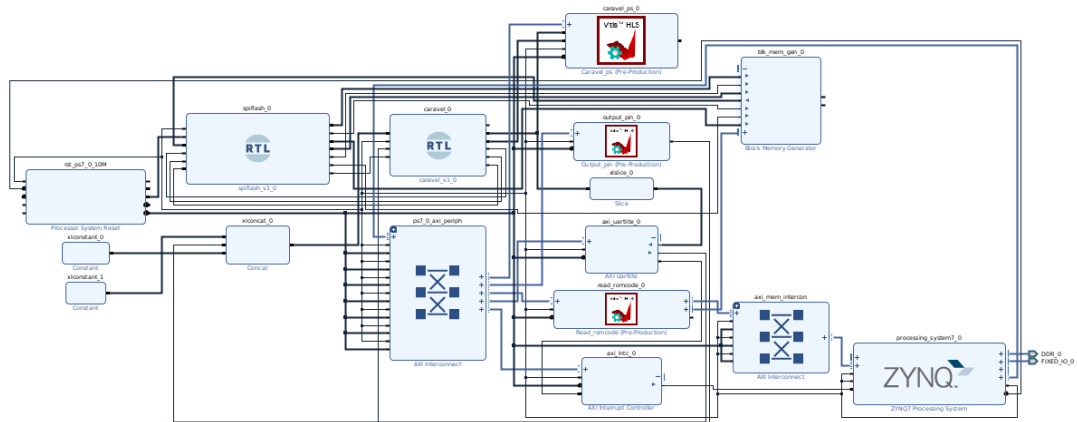 caravel_ps_0
Vitis™ HLS
Caravel_ps (Pre-Production)
blk_mem_gen_0
Block Memory Generator
spiflash_0
RTL
spiflash_v1_0
caravel_0
RTL
caravel_v1_0
output_pin_0
Output_pin (Pre-Production)
xlslice_0
Slice
rst_ps7_0_10M
Processor System Reset
xlconstant_0
Constant
xlconstant_1
Constant
xlconcat_0
Concat
ps7_0_axi_periph
AXI Interconnect
axi_uartlite_0
AXI Uartlite
read_romcode_0
Read_romcode (Pre-Production)
axi_intc_0
AXI Interrupt Controller
axi_mem_intercon
AXI Interconnect
processing_system7_0
ZYNQ
ZYNQ7 Processing System
DDR_0
FIXED_IO_0